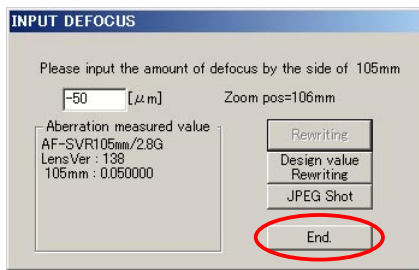 INPUT DEFOCUS
Please input the amount of defocus by the side of 105mm
-50 [μm] Zoom pos=106mm
Aberration measured value
AF-SVR105mm/2.8G
LensVer : 138
105mm : 0.050000
Rewriting
Design value
Rewriting
JPEG Shot
End.